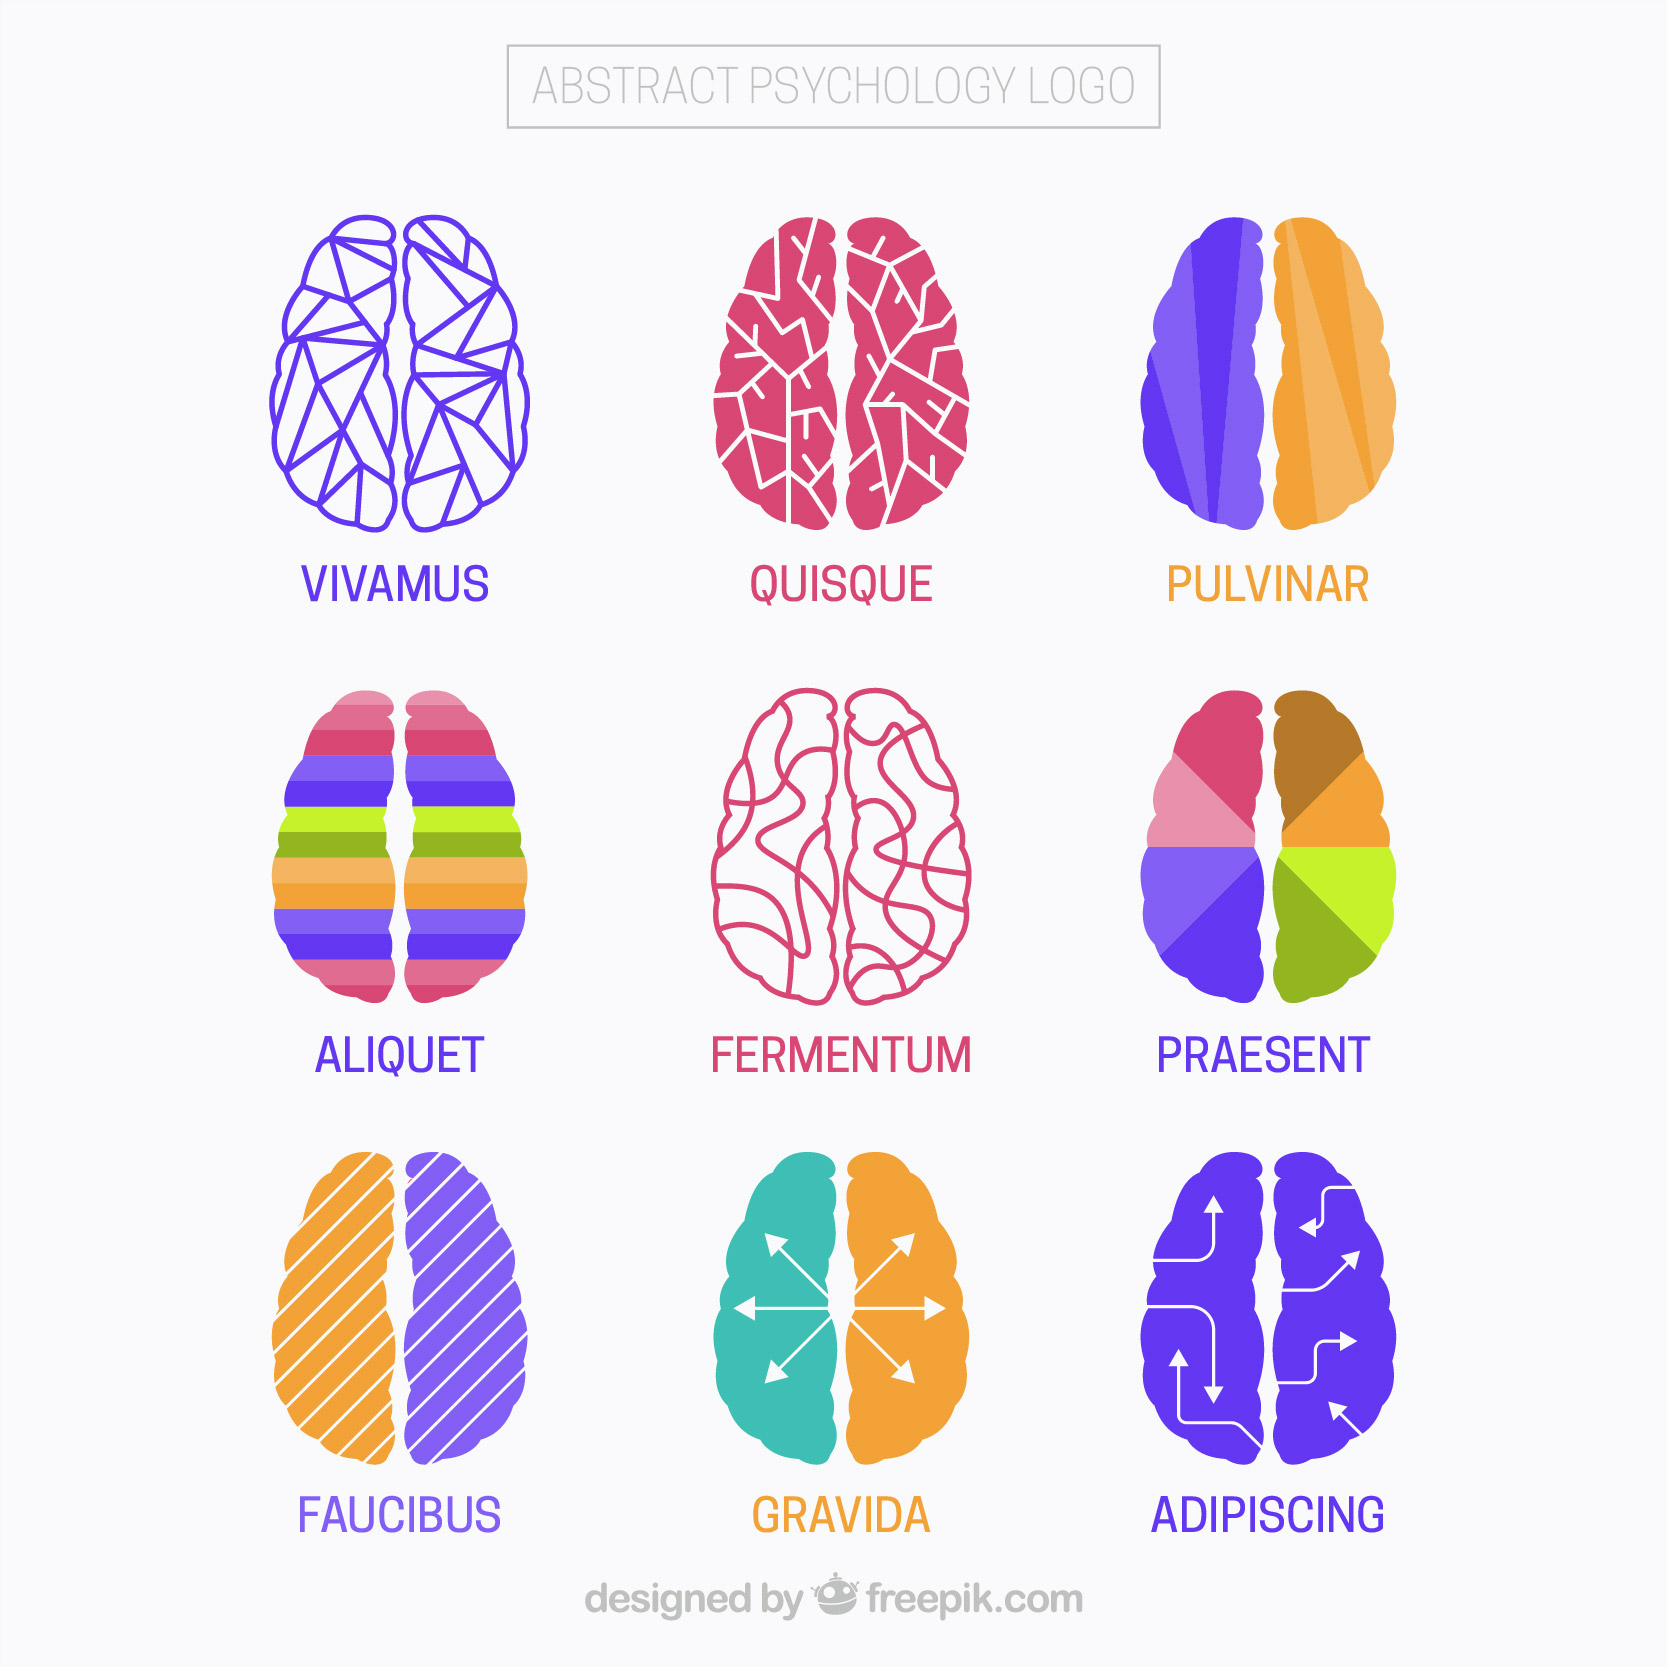 ABSTRACT PSYCHOLOGY LOGO
VIVAMUS
QUISQUE
PULVINAR
ALIQUET
FERMENTUM
PRAESENT
FAUCIBUS
GRAVIDA
ADIPISCING
designed by freepik.com